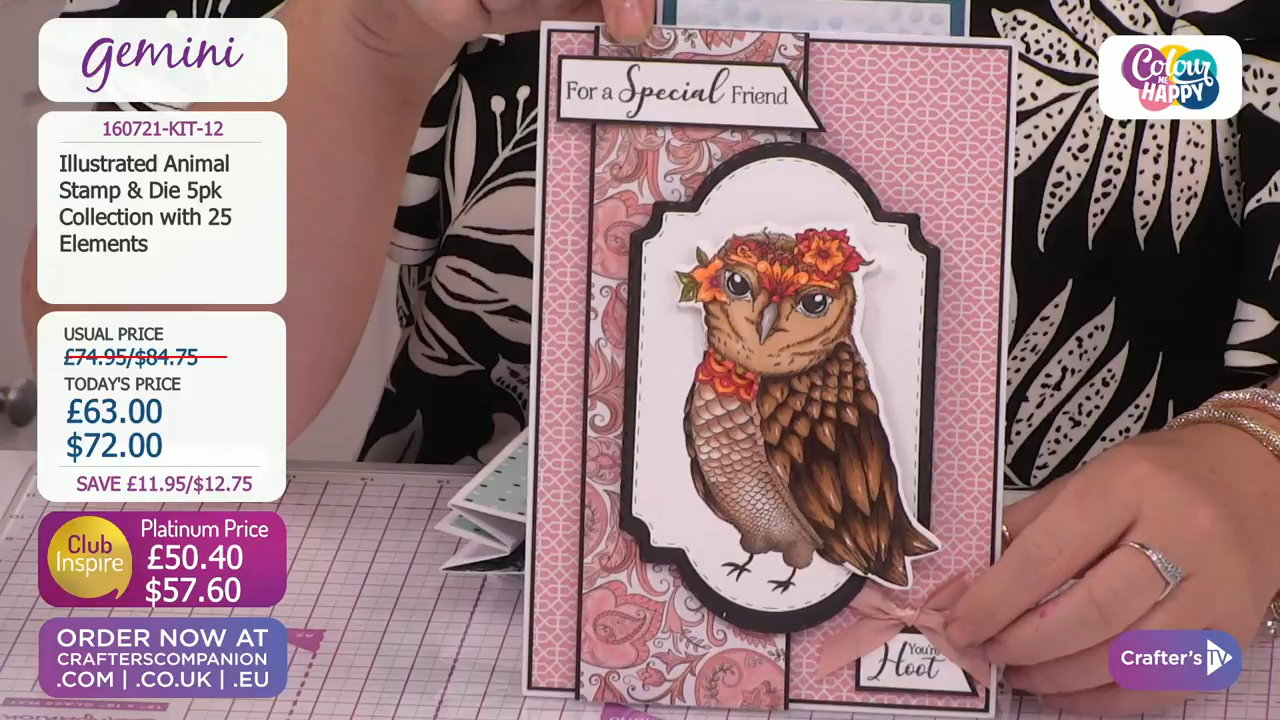 gemini
160721-KIT-12
Illustrated Animal
Stamp & Die 5pk
Collection with 25
Elements
USUAL PRICE
£74.95/$84.75
TODAY'S PRICE
£63.00
$72.00
SAVE £11.95/$12.75
Club
Inspire
Platinum Price
£50.40
$57.60
ORDER NOW AT
CRAFTERSCOMPANION
.COM | .CO.UK | .EU
For a Special Friend
Hoot
Colour
ME
HAPPY
Crafter's TV